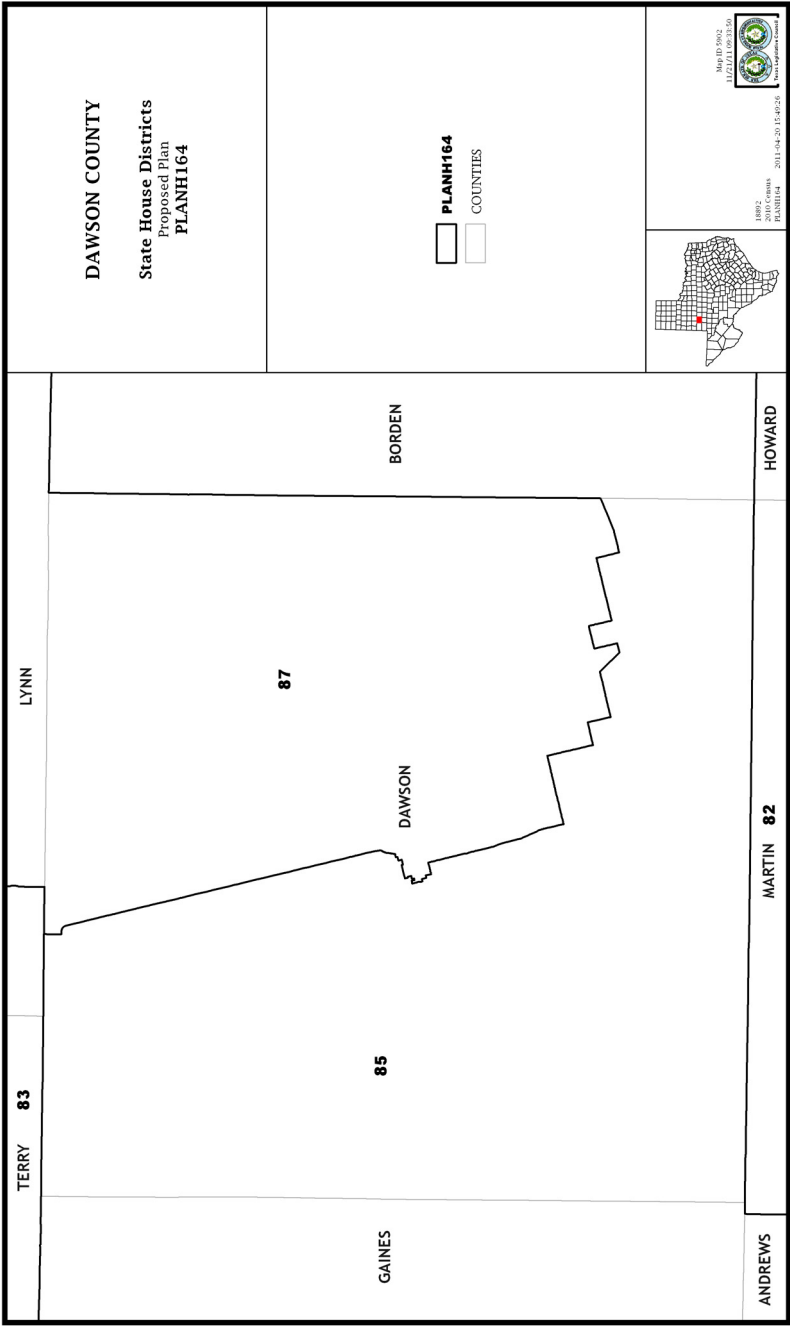 DAWSON COUNTY
State House Districts
Proposed Plan
PLANH164
PLANH164
COUNTIES
Map ID 5902
11/21/11 09:33:50
Texas Legislative Council
18892
2010 Census
PLANH164
2011-04-20 15:49:26
TERRY
83
LYNN
GAINES
85
DAWSON
87
BORDEN
ANDREWS
MARTIN
82
HOWARD